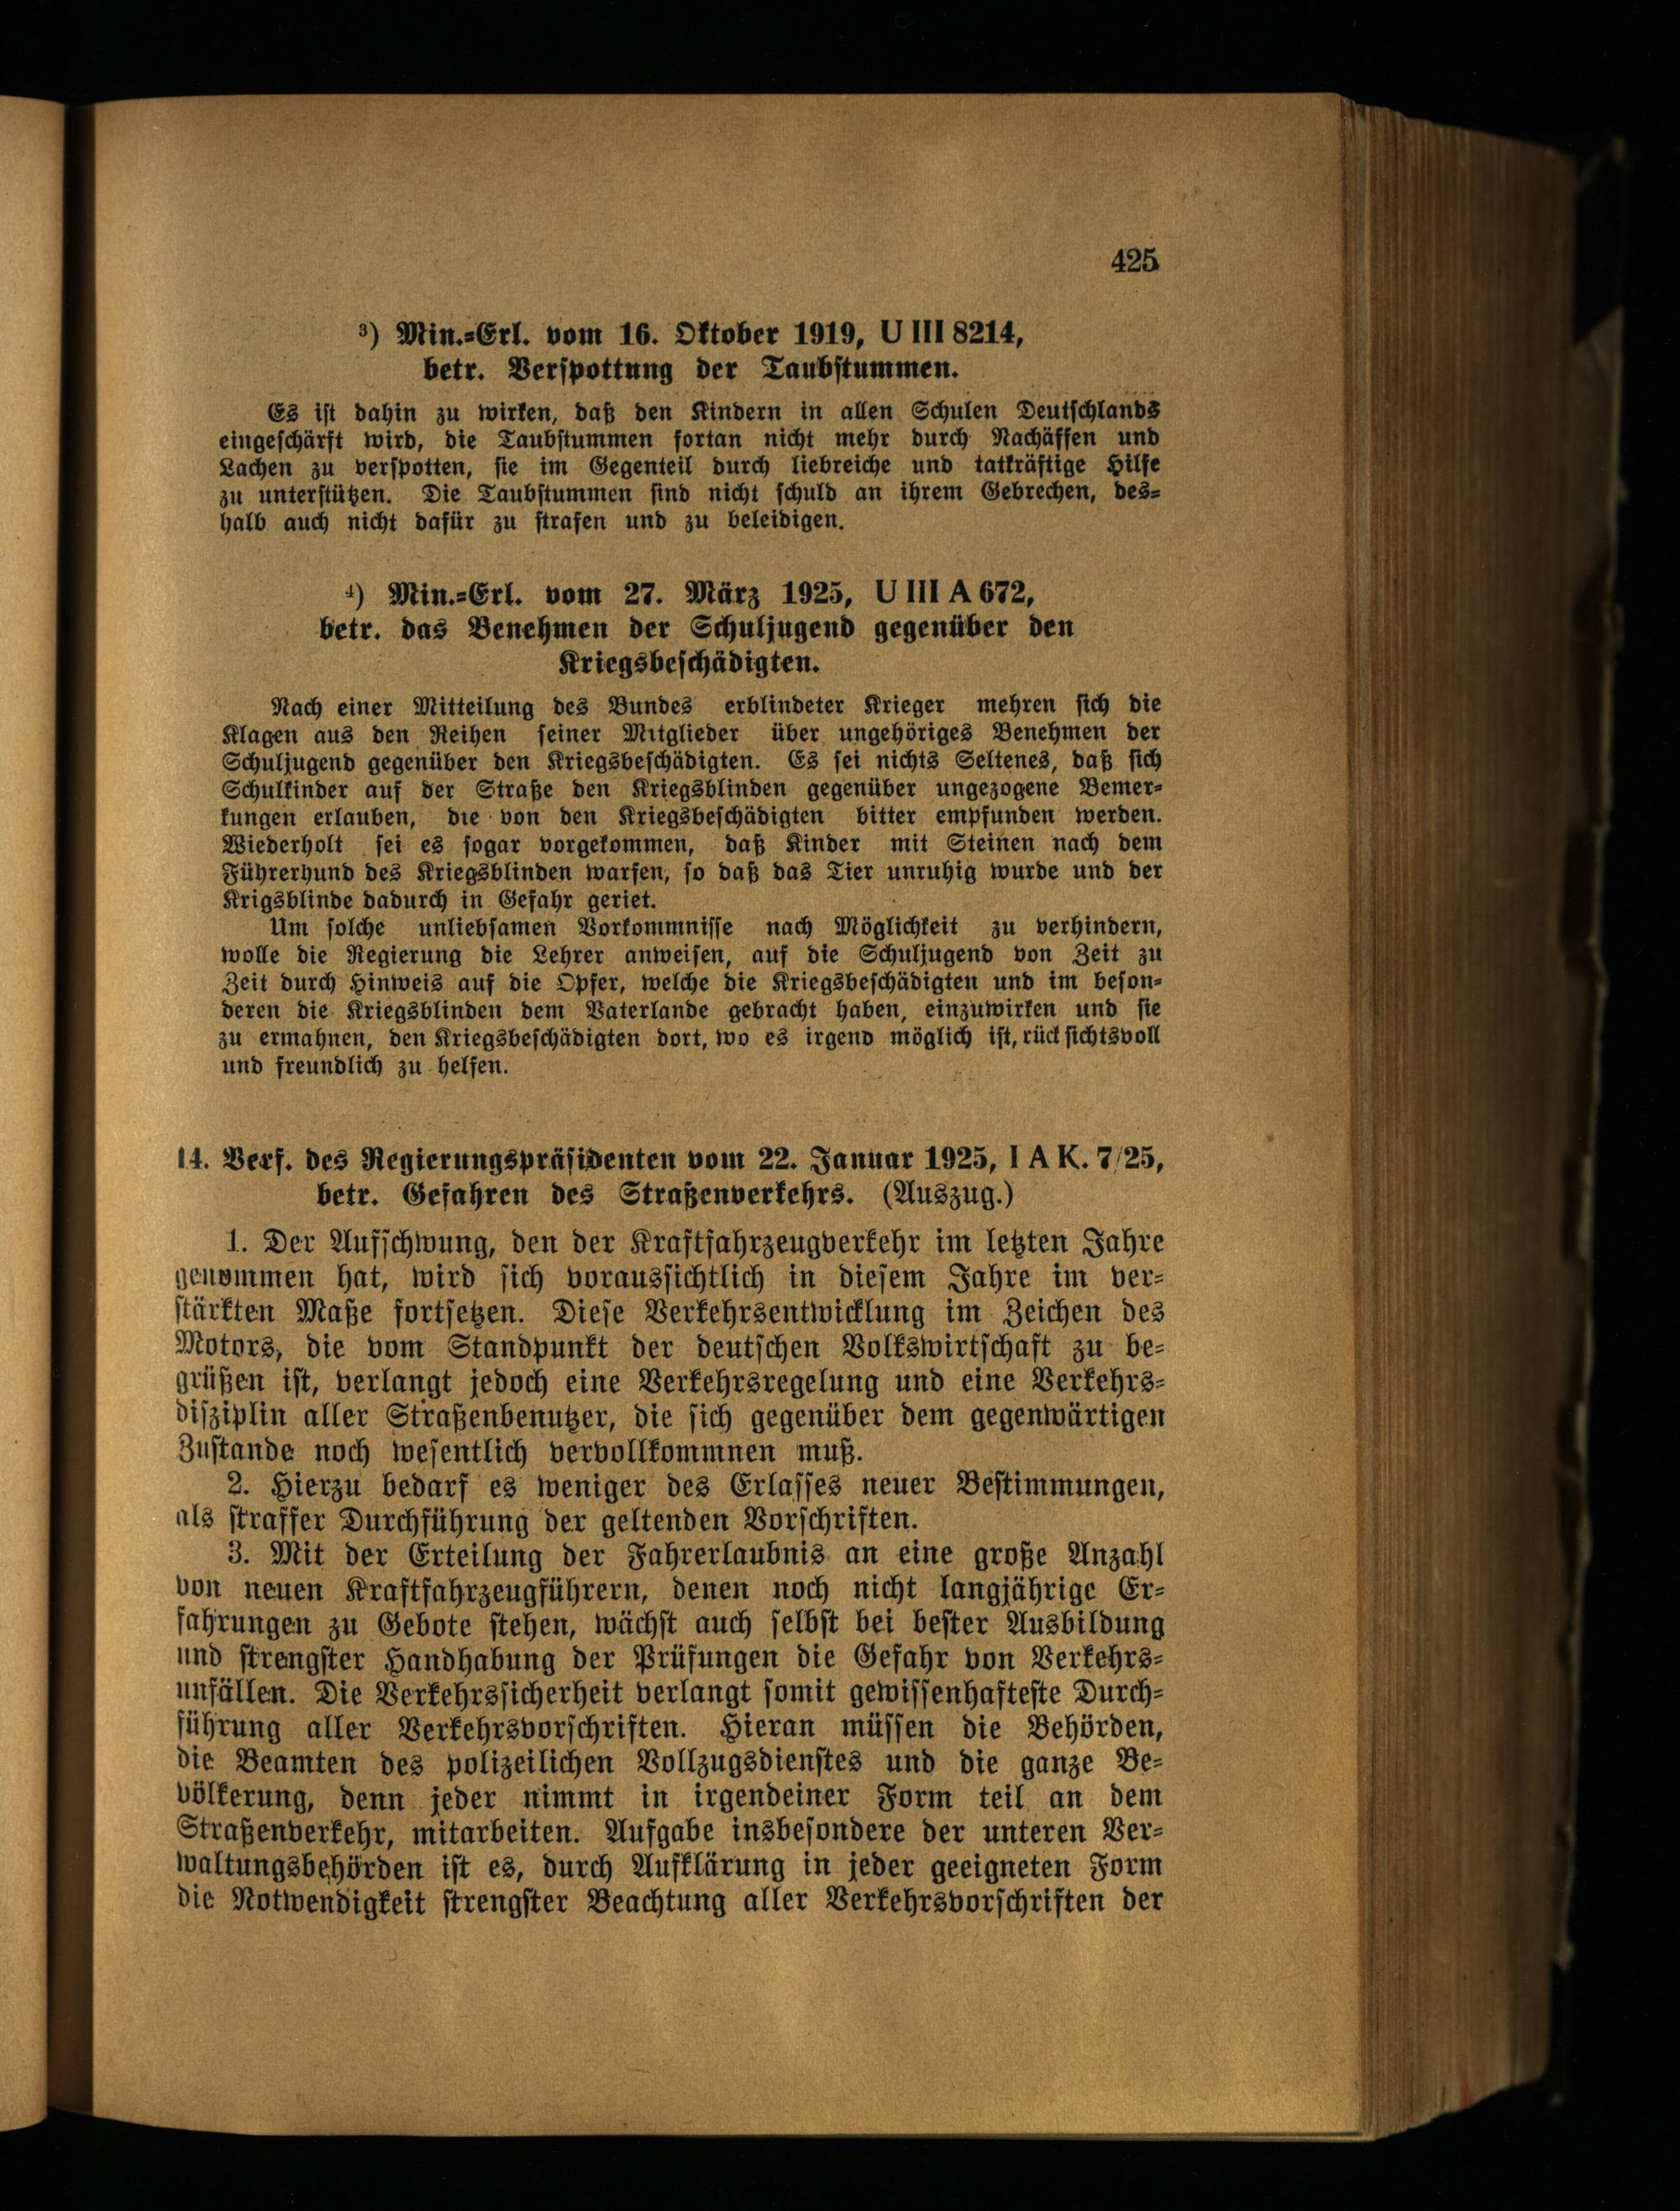 425
³) Min.-Erl. vom 16. Oktober 1919, U III 8214,
betr. Verspottung der Taubstummen.
Es ist dahin zu wirken, daß den Kindern in allen Schulen Deutschlands
eingeschärft wird, die Taubstummen fortan nicht mehr durch Nachäffen und
Lachen zu verspotten, sie im Gegenteil durch liebreiche und tatkräftige Hilfe
zu unterstützen. Die Taubstummen sind nicht schuld an ihrem Gebrechen, des-
halb auch nicht dafür zu strafen und zu beleidigen.
⁴) Min.-Erl. vom 27. März 1925, U III A 672,
betr. das Benehmen der Schuljugend gegenüber den
Kriegsbeschädigten.
Nach einer Mitteilung des Bundes erblindeter Krieger mehren sich die
Klagen aus den Reihen seiner Mitglieder über ungehöriges Benehmen der
Schuljugend gegenüber den Kriegsbeschädigten. Es sei nichts Seltenes, daß sich
Schulkinder auf der Straße den Kriegsblinden gegenüber ungezogene Bemer-
kungen erlauben, die von den Kriegsbeschädigten bitter empfunden werden.
Wiederholt sei es sogar vorgekommen, daß Kinder mit Steinen nach dem
Führerhund des Kriegsblinden warfen, so daß das Tier unruhig wurde und der
Krigsblinde dadurch in Gefahr geriet.
Um solche unliebsamen Vorkommnisse nach Möglichkeit zu verhindern,
wolle die Regierung die Lehrer anweisen, auf die Schuljugend von Zeit zu
Zeit durch Hinweis auf die Opfer, welche die Kriegsbeschädigten und im beson-
deren die Kriegsblinden dem Vaterlande gebracht haben, einzuwirken und sie
zu ermahnen, den Kriegsbeschädigten dort, wo es irgend möglich ist, rücksichtsvoll
und freundlich zu helfen.
14. Verf. des Regierungspräsidenten vom 22. Januar 1925, I A K. 7/25,
betr. Gefahren des Straßenverkehrs. (Auszug.)
1. Der Aufschwung, den der Kraftfahrzeugverkehr im letzten Jahre
genommen hat, wird sich voraussichtlich in diesem Jahre im ver-
stärkten Maße fortsetzen. Diese Verkehrsentwicklung im Zeichen des
Motors, die vom Standpunkt der deutschen Volkswirtschaft zu be-
grüßen ist, verlangt jedoch eine Verkehrsregelung und eine Verkehrs-
disziplin aller Straßenbenutzer, die sich gegenüber dem gegenwärtigen
Zustande noch wesentlich vervollkommnen muß.
2. Hierzu bedarf es weniger des Erlasses neuer Bestimmungen,
als straffer Durchführung der geltenden Vorschriften.
3. Mit der Erteilung der Fahrerlaubnis an eine große Anzahl
von neuen Kraftfahrzeugführern, denen noch nicht langjährige Er-
fahrungen zu Gebote stehen, wächst auch selbst bei bester Ausbildung
und strengster Handhabung der Prüfungen die Gefahr von Verkehrs-
unfällen. Die Verkehrssicherheit verlangt somit gewissenhafteste Durch-
führung aller Verkehrsvorschriften. Hieran müssen die Behörden,
die Beamten des polizeilichen Vollzugsdienstes und die ganze Be-
völkerung, denn jeder nimmt in irgendeiner Form teil an dem
Straßenverkehr, mitarbeiten. Aufgabe insbesondere der unteren Ver-
waltungsbehörden ist es, durch Aufklärung in jeder geeigneten Form
die Notwendigkeit strengster Beachtung aller Verkehrsvorschriften der